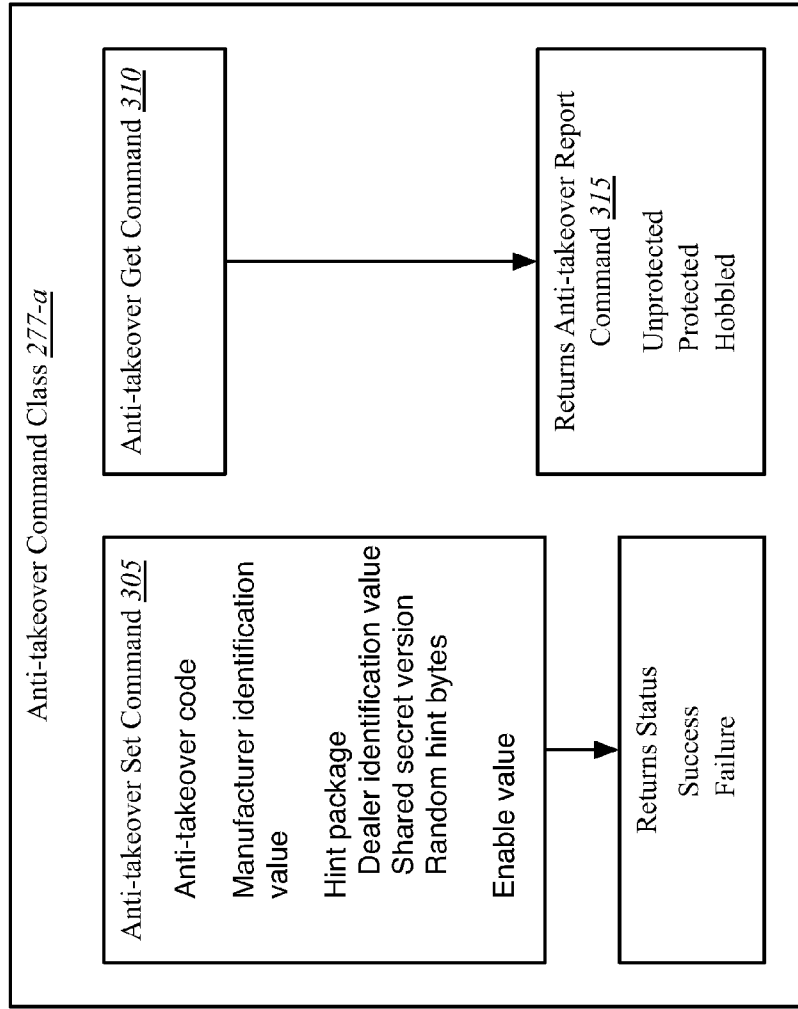 Anti-takeover Command Class 277-a
Anti-takeover Set Command 305
Anti-takeover code
Manufacturer identification
value
Hint package
Dealer identification value
Shared secret version
Random hint bytes
Enable value
Returns Status
Success
Failure
Anti-takeover Get Command 310
Returns Anti-takeover Report
Command 315
Unprotected
Protected
Hobbled